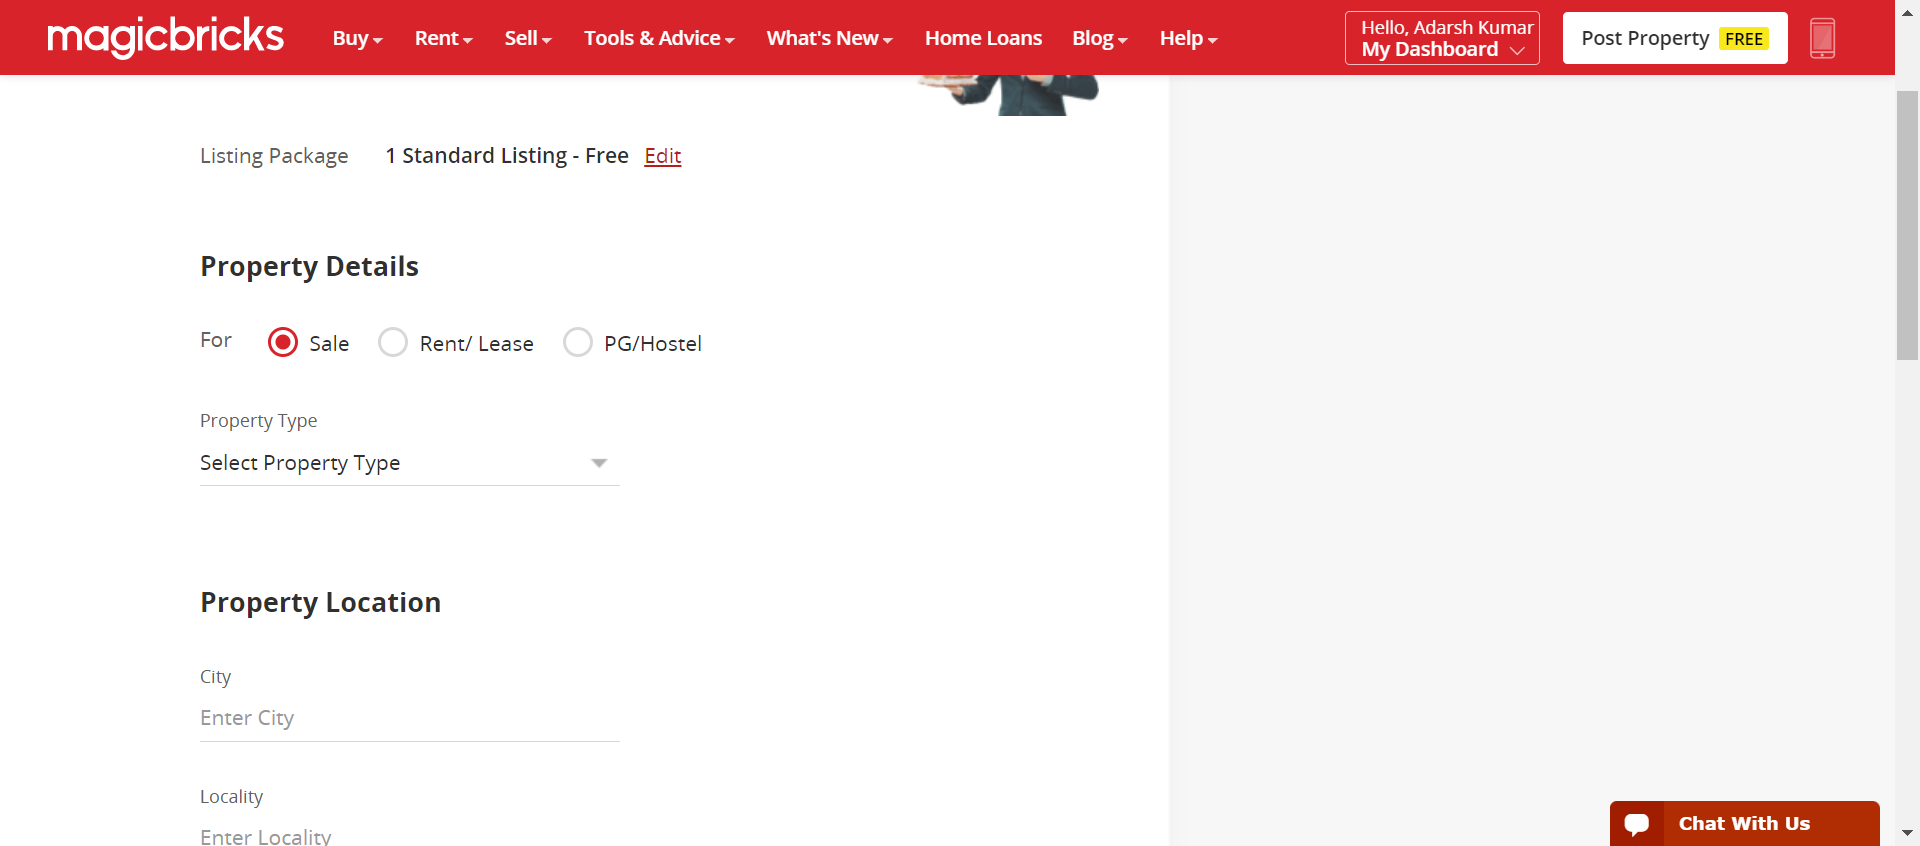 magicbricks Buy Rent Sell Tools & Advice What's New Home Loans Blog Help Hello, Adarsh Kumar Post Property FREE
My Dashboard
Listing Package 1 Standard Listing - Free Edit
Property Details
For Sale Rent/ Lease PG/Hostel
Property Type
Select Property Type
Property Location
City
Enter City
Locality
Enter Locality
Chat With Us